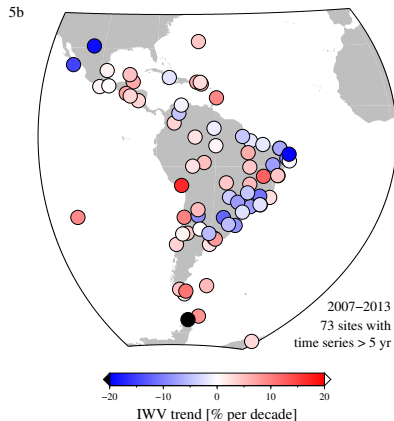 5b
2007−2013
73 sites with
time series > 5 yr
−20 −10 0 10 20
IWV trend [% per decade]